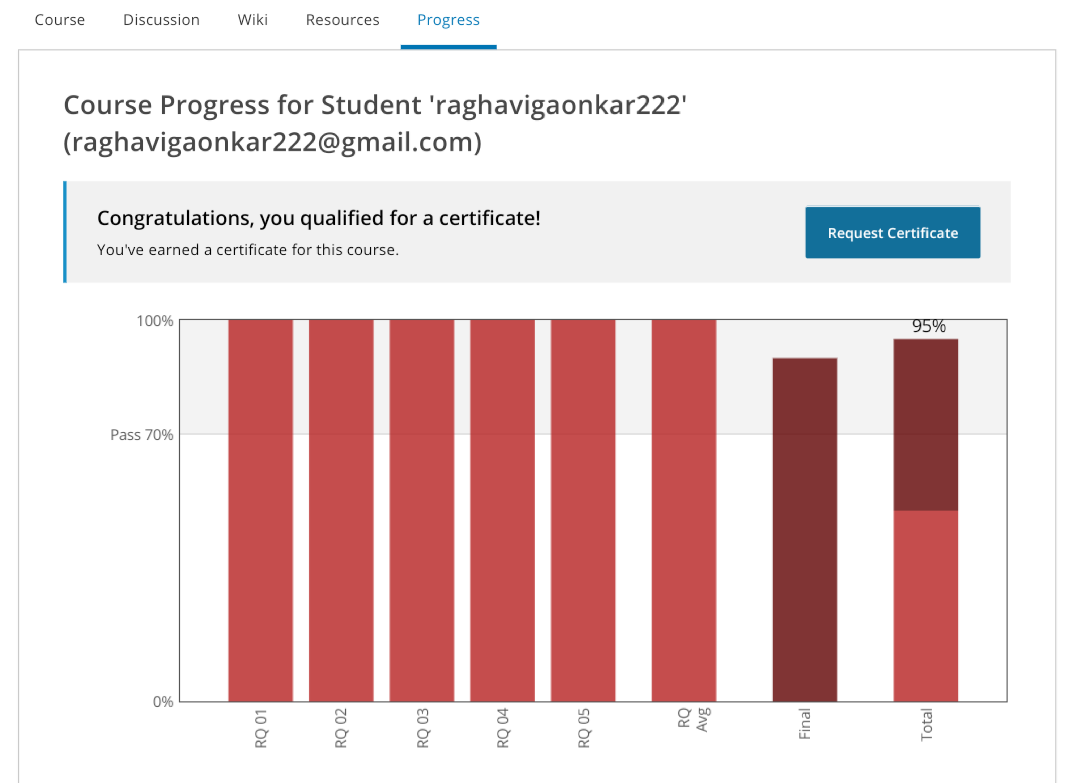 Course Discussion Wiki Resources Progress
Course Progress for Student 'raghavigaonkar222'
(raghavigaonkar222@gmail.com)
Congratulations, you qualified for a certificate!
You've earned a certificate for this course.
Request Certificate
100%
95%
Pass 70%
0%
RQ 01
RQ 02
RQ 03
RQ 04
RQ 05
RQ
Avg
Final
Total